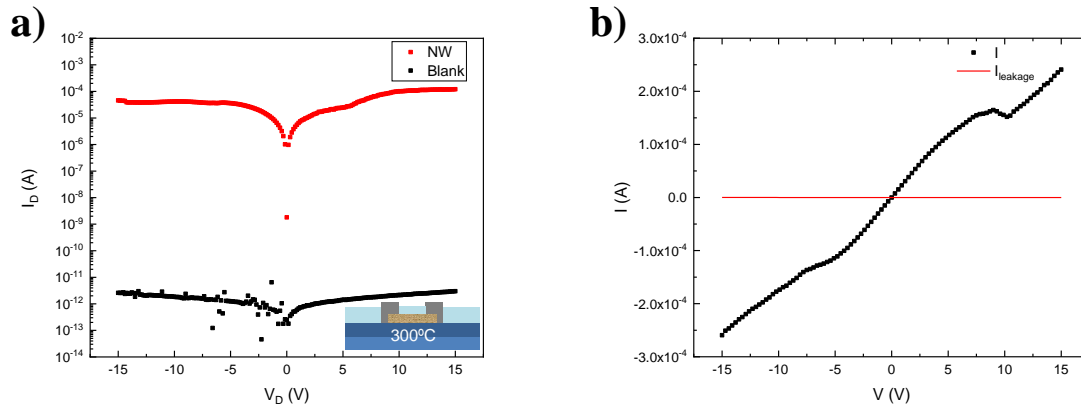 a)
10⁻²
10⁻³
10⁻⁴
10⁻⁵
10⁻⁶
10⁻⁷
10⁻⁸
10⁻⁹
10⁻¹⁰
10⁻¹¹
10⁻¹²
10⁻¹³
10⁻¹⁴
I_D (A)
NW
Blank
300ºC
-15 -10 -5 0 5 10 15
V_D (V)
b)
3.0x10⁻⁴
2.0x10⁻⁴
1.0x10⁻⁴
0.0
-1.0x10⁻⁴
-2.0x10⁻⁴
-3.0x10⁻⁴
I (A)
I
I_leakage
-15 -10 -5 0 5 10 15
V (V)